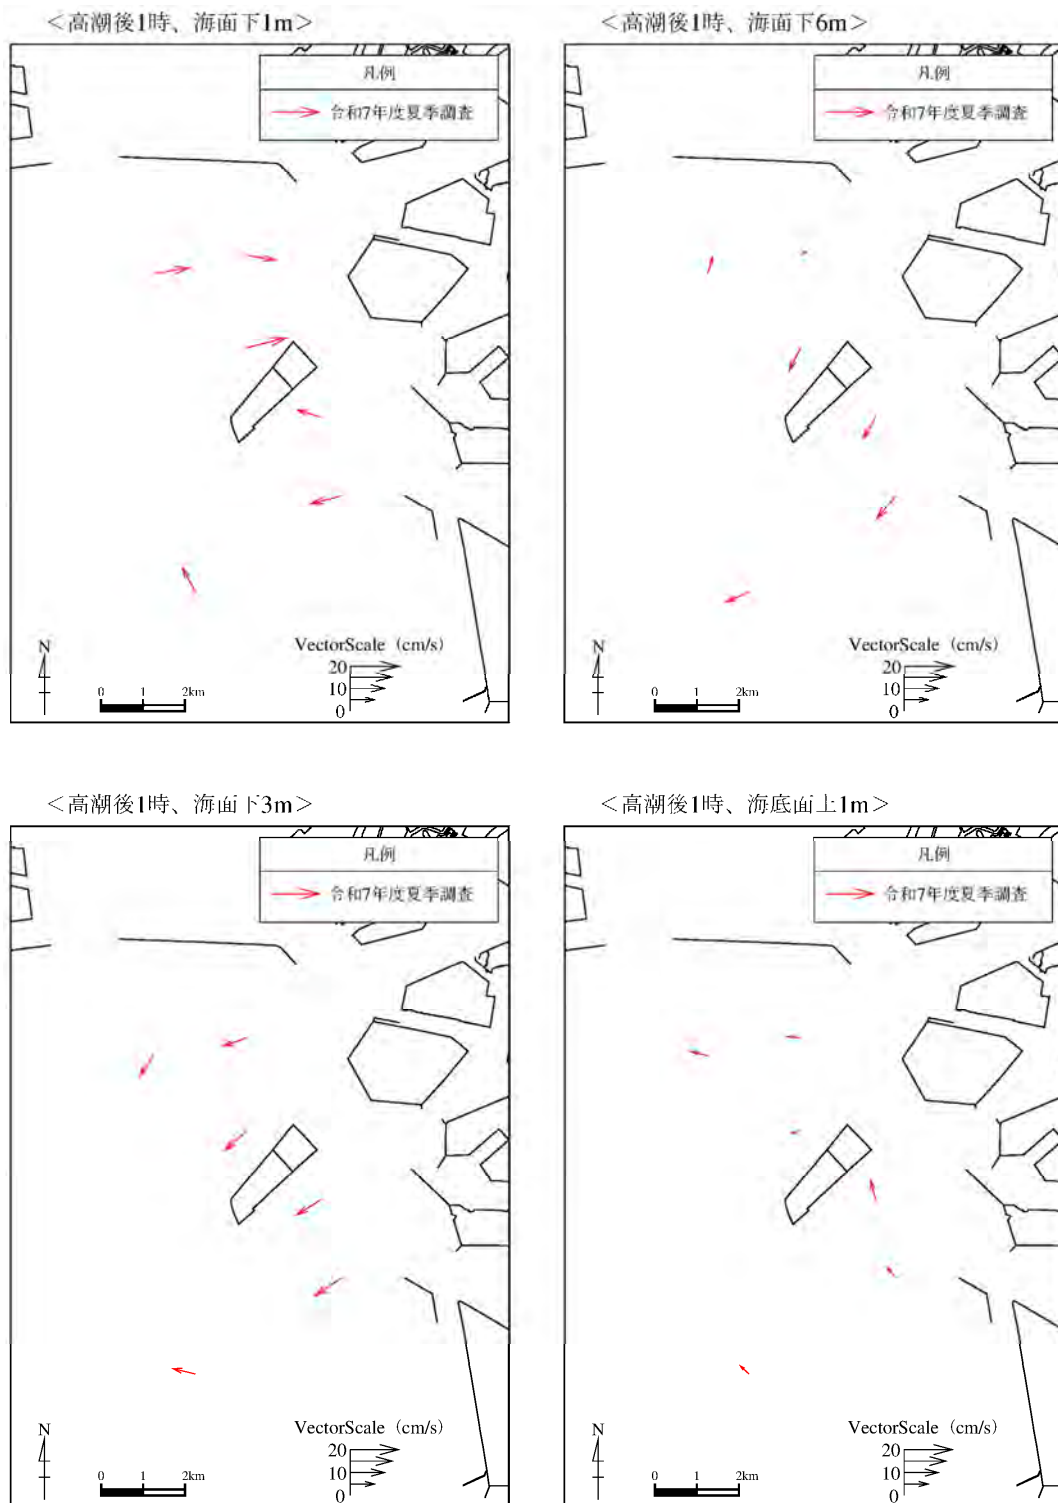 ＜高潮後1時、海面下1m＞
凡例
令和7年度夏季調査
N
0 1 2km
VectorScale (cm/s)
20
10
0
＜高潮後1時、海面下6m＞
凡例
令和7年度夏季調査
N
0 1 2km
VectorScale (cm/s)
20
10
0
＜高潮後1時、海面下3m＞
凡例
令和7年度夏季調査
N
0 1 2km
VectorScale (cm/s)
20
10
0
＜高潮後1時、海底面上1m＞
凡例
令和7年度夏季調査
N
0 1 2km
VectorScale (cm/s)
20
10
0